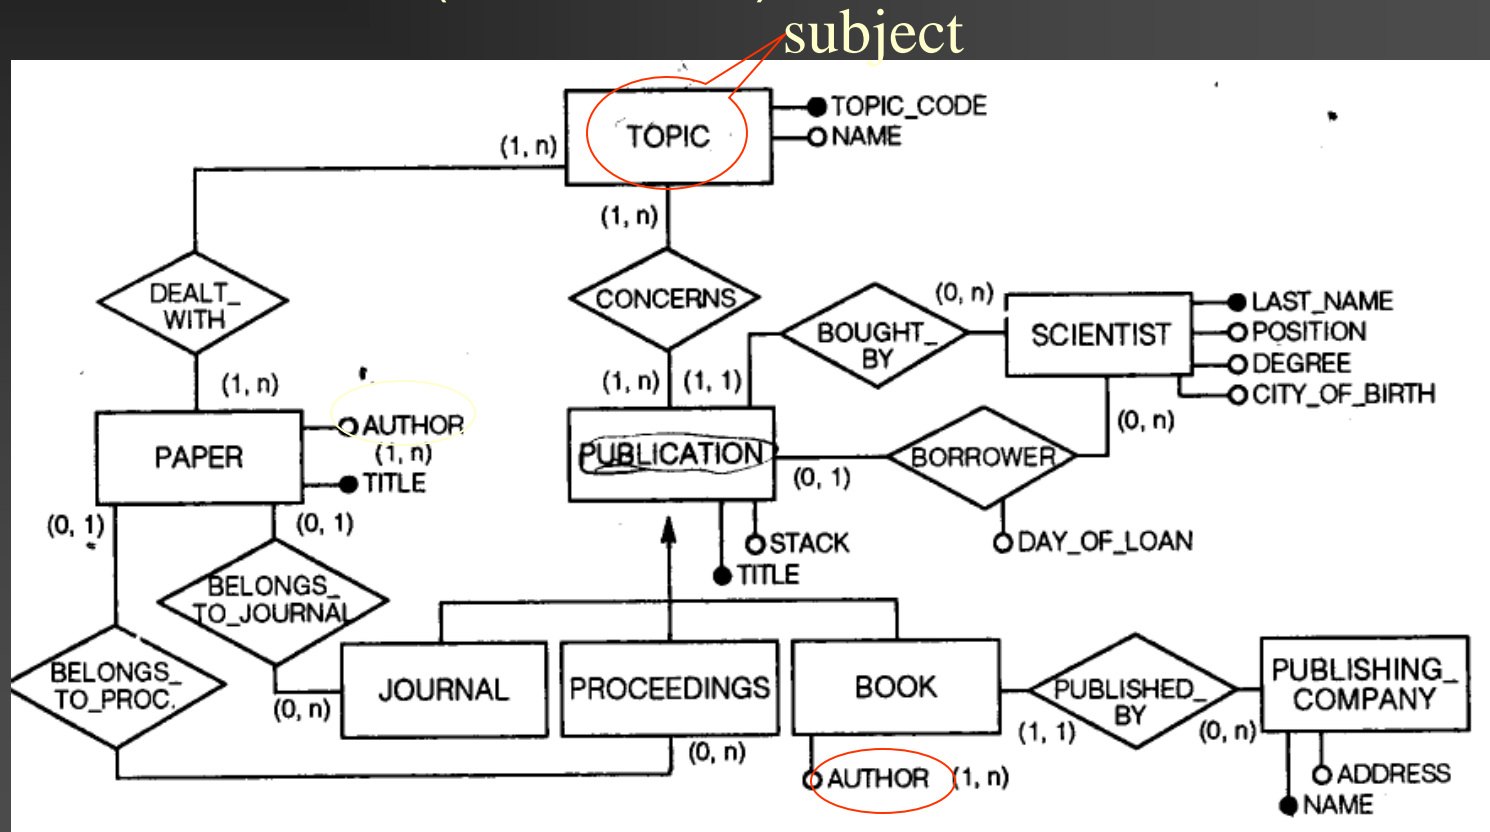 subject
TOPIC
TOPIC_CODE
NAME
(1, n)
(1, n)
DEALT_
WITH
CONCERNS
BOUGHT_
BY
(0, n)
SCIENTIST
LAST_NAME
POSITION
DEGREE
CITY_OF_BIRTH
(1, n)
(1, n)
(1, 1)
(0, n)
PAPER
AUTHOR
(1, n)
TITLE
PUBLICATION
(0, 1)
BORROWER
(0, 1)
(0, 1)
STACK
TITLE
DAY_OF_LOAN
BELONGS_
TO_JOURNAL
BELONGS_
TO_PROC.
(0, n)
JOURNAL
PROCEEDINGS
BOOK
PUBLISHED_
BY
PUBLISHING_
COMPANY
(0, n)
(1, 1)
(0, n)
AUTHOR (1, n)
ADDRESS
NAME